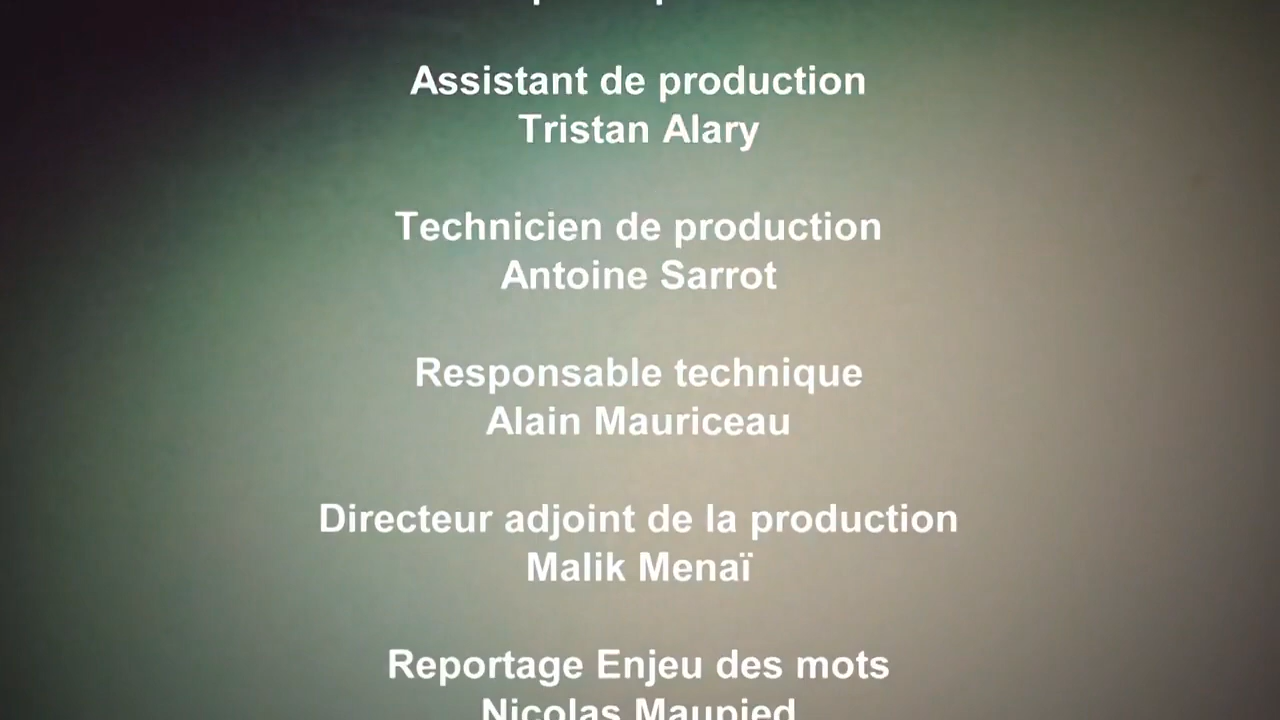 Assistant de production
Tristan Alary
Technicien de production
Antoine Sarrot
Responsable technique
Alain Mauriceau
Directeur adjoint de la production
Malik Menaï
Reportage Enjeu des mots
Nicolas Maupied